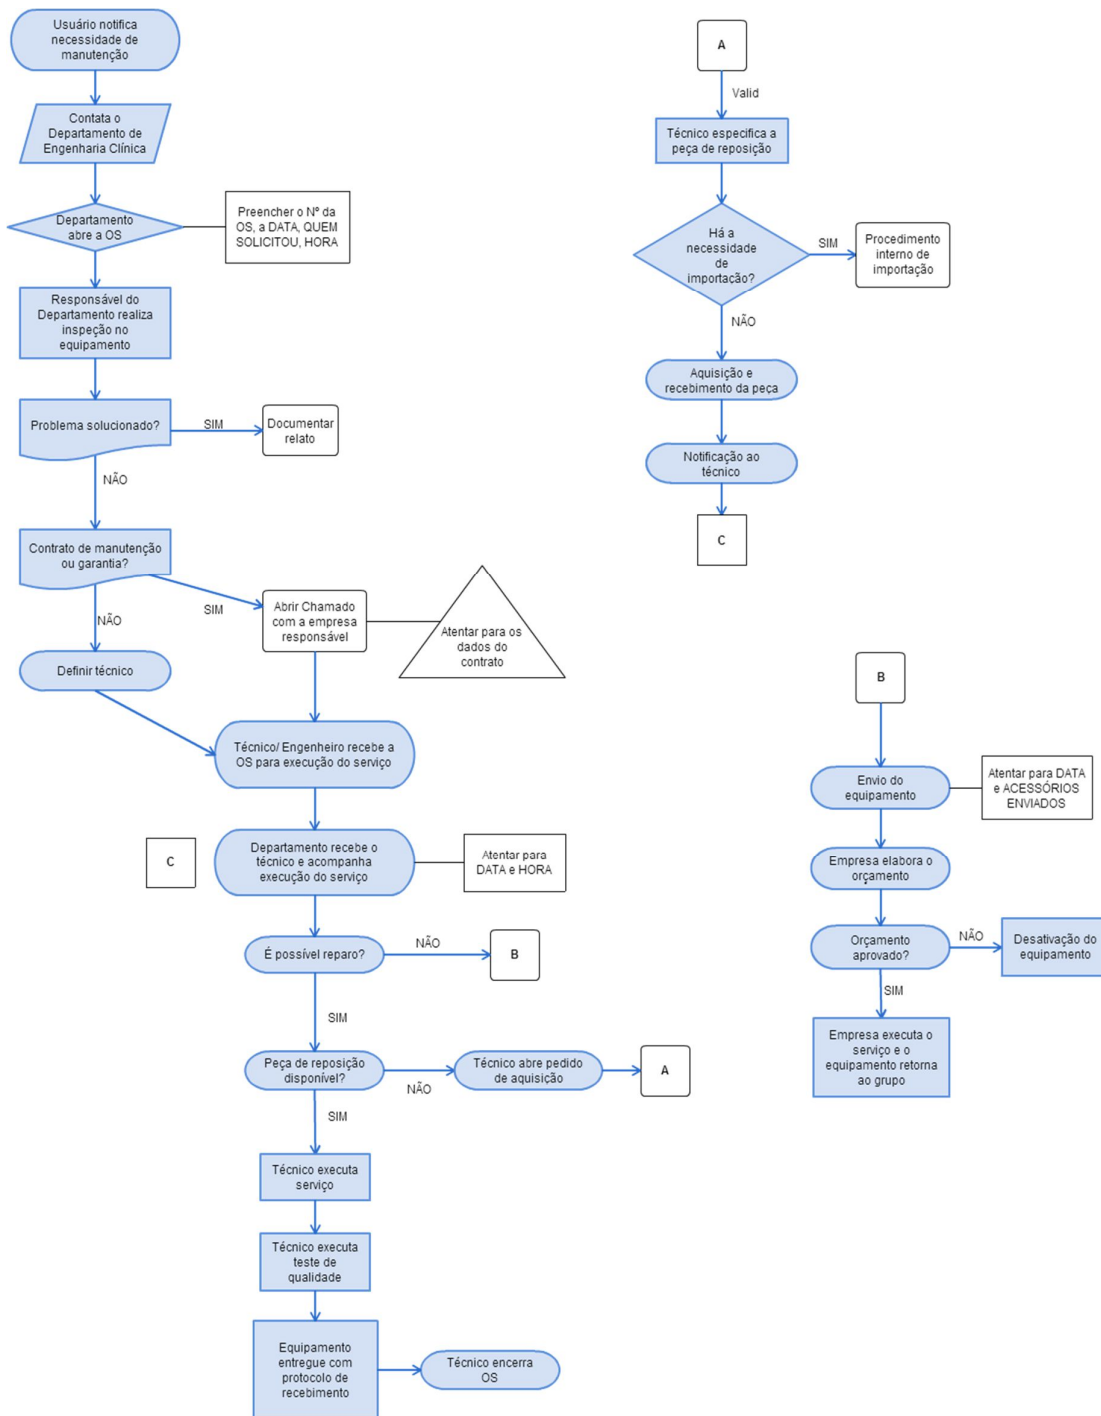 Usuário notifica
necessidade de
manutenção
Contata o
Departamento de
Engenharia Clínica
Departamento
abre a OS
Preencher o Nº da
OS, a DATA, QUEM
SOLICITOU, HORA
Responsável do
Departamento realiza
inspeção no
equipamento
Problema solucionado?
SIM
Documentar
relato
NÃO
Contrato de manutenção
ou garantia?
SIM
Abrir Chamado
com a empresa
responsável
Atentar para os
dados do
contrato
NÃO
Definir técnico
Técnico/ Engenheiro recebe a
OS para execução do serviço
C
Departamento recebe o
técnico e acompanha
execução do serviço
Atentar para
DATA e HORA
É possível reparo?
NÃO
B
SIM
Peça de reposição
disponível?
NÃO
Técnico abre pedido
de aquisição
A
SIM
Técnico executa
serviço
Técnico executa
teste de
qualidade
Equipamento
entregue com
protocolo de
recebimento
Técnico encerra
OS
A
Valid
Técnico especifica a
peça de reposição
Há a
necessidade
de
importação?
SIM
Procedimento
interno de
importação
NÃO
Aquisição e
recebimento da peça
Notificação ao
técnico
C
B
Envio do
equipamento
Atentar para DATA
e ACESSÓRIOS
ENVIADOS
Empresa elabora o
orçamento
Orçamento
aprovado?
NÃO
Desativação do
equipamento
SIM
Empresa executa o
serviço e o
equipamento retorna
ao grupo